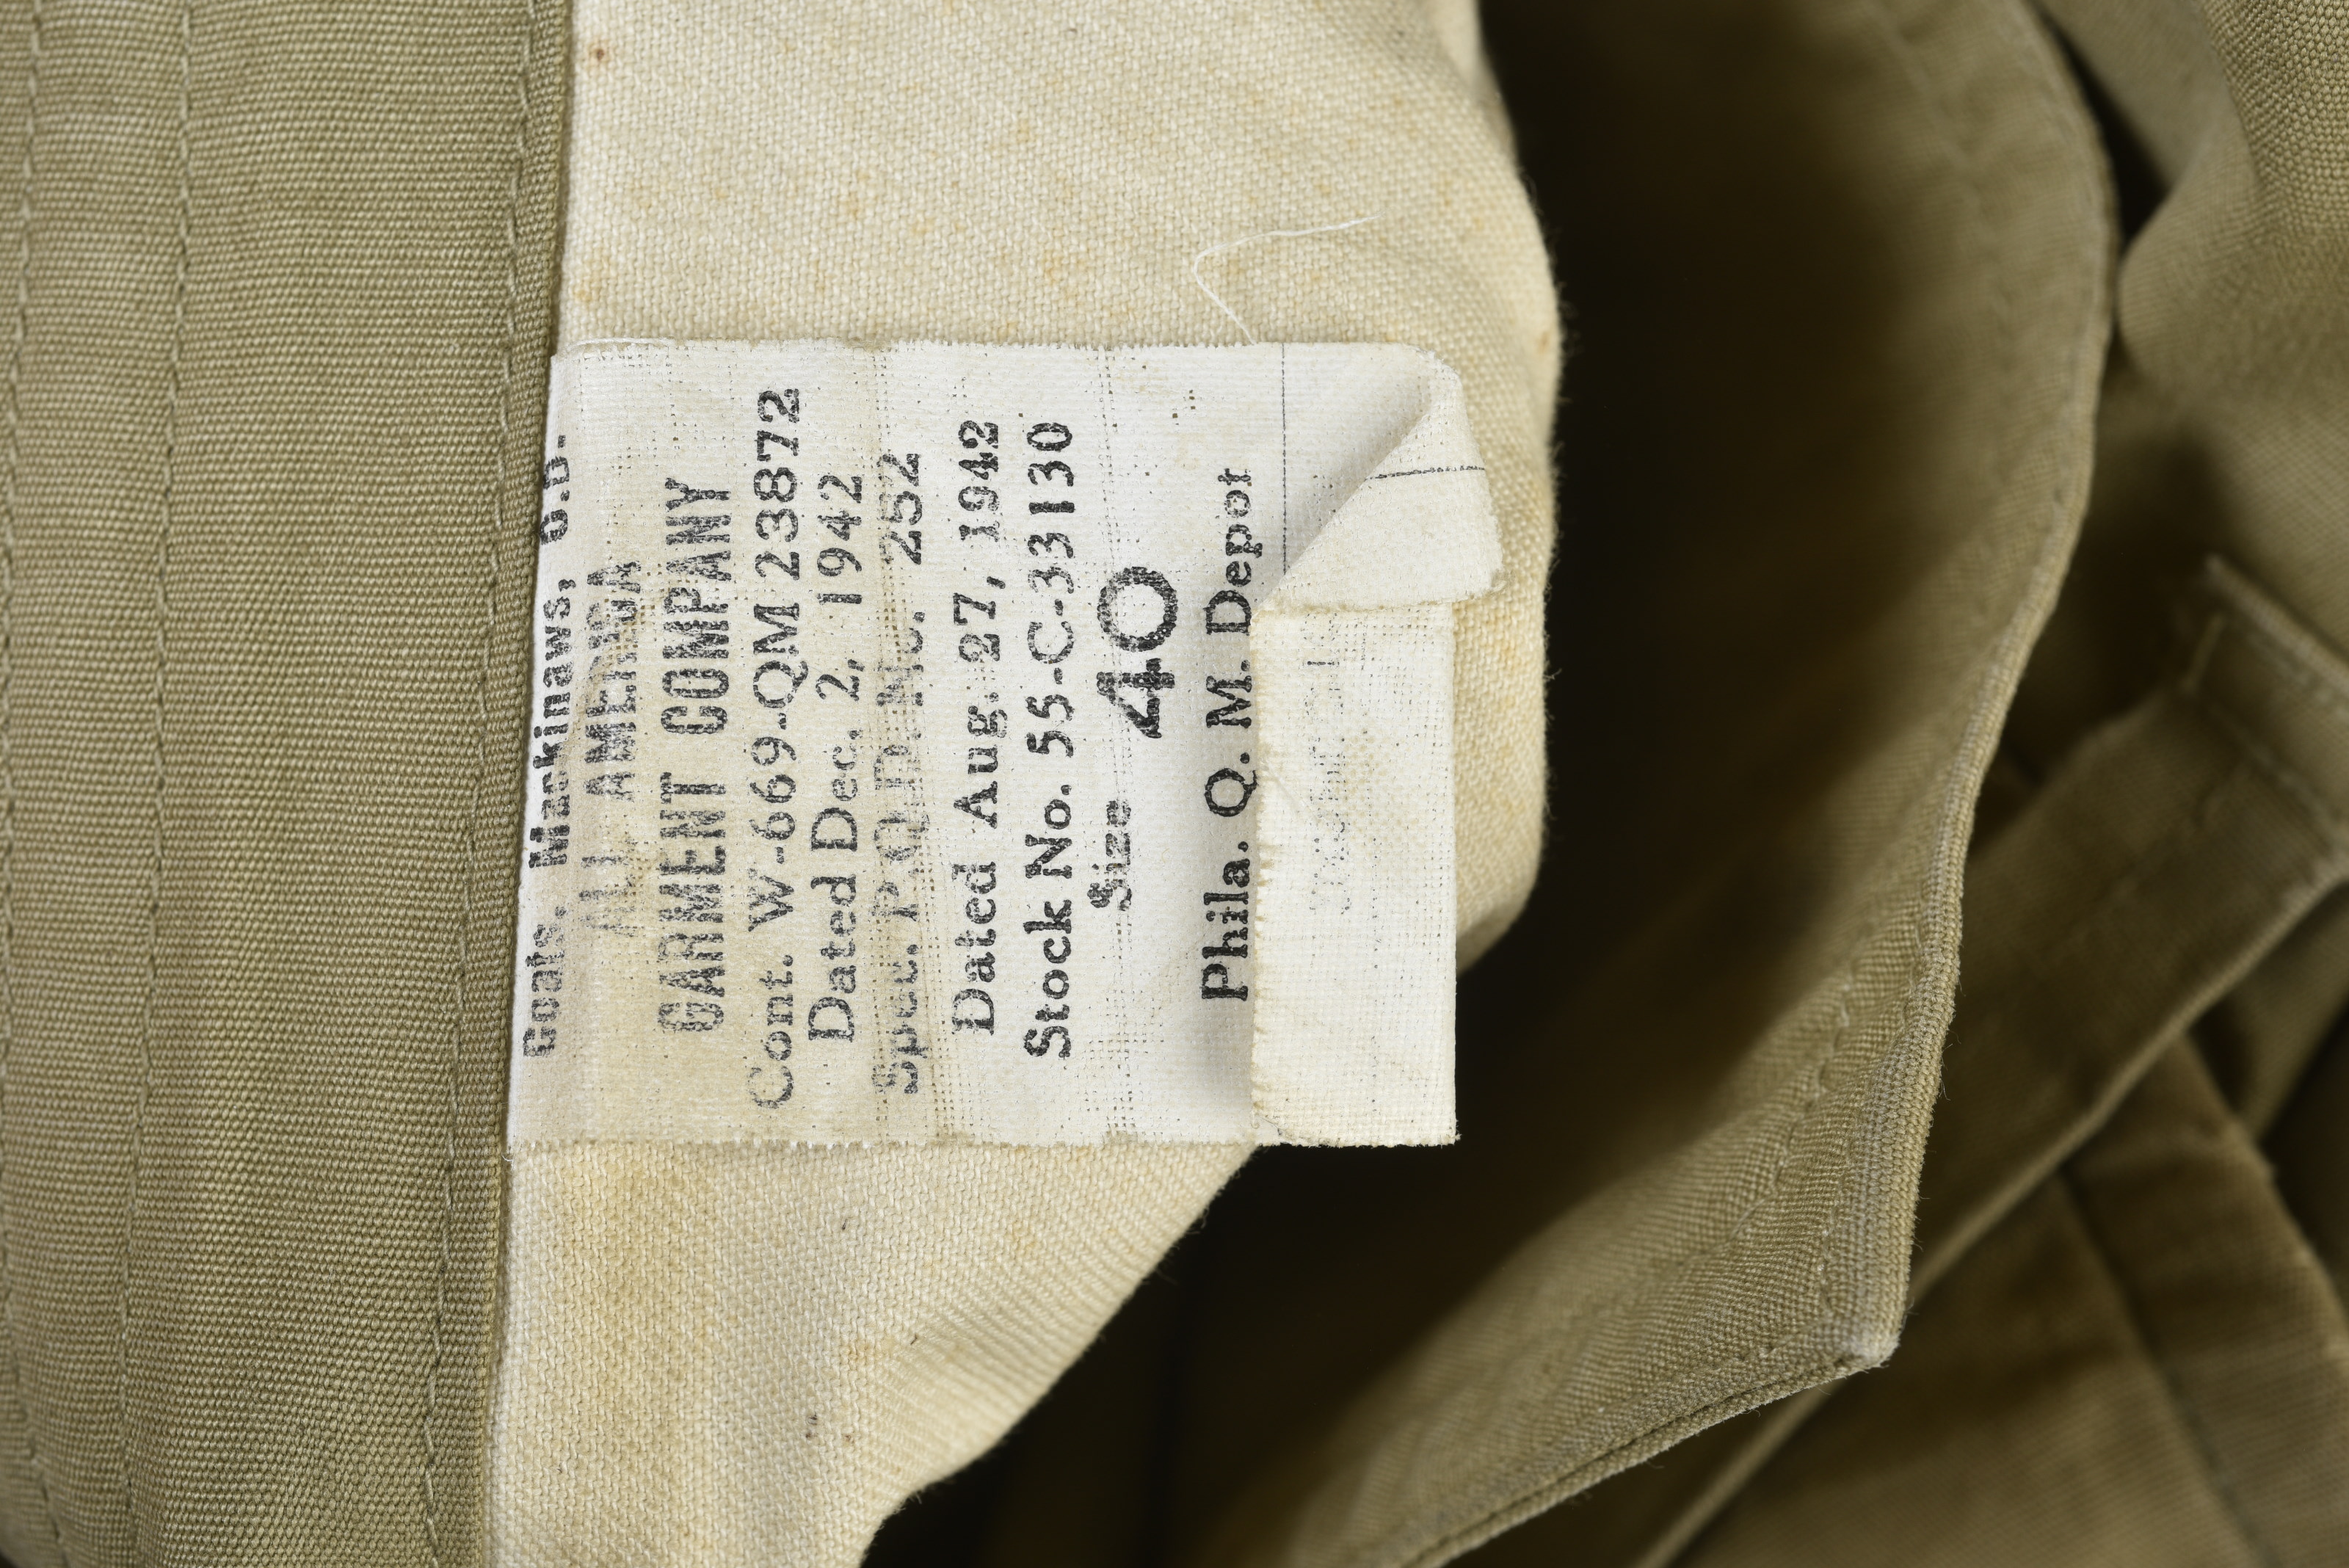 Coats, Mackinaws, O.D.
ALL AMERICA
GARMENT COMPANY
Cont. W-669-QM 23872
Dated Dec. 2, 1942
Spec. P.Q.D. No. 252
Dated Aug. 27, 1942
Stock No. 55-C-33130
Size 40
Phila. Q. M. Depot